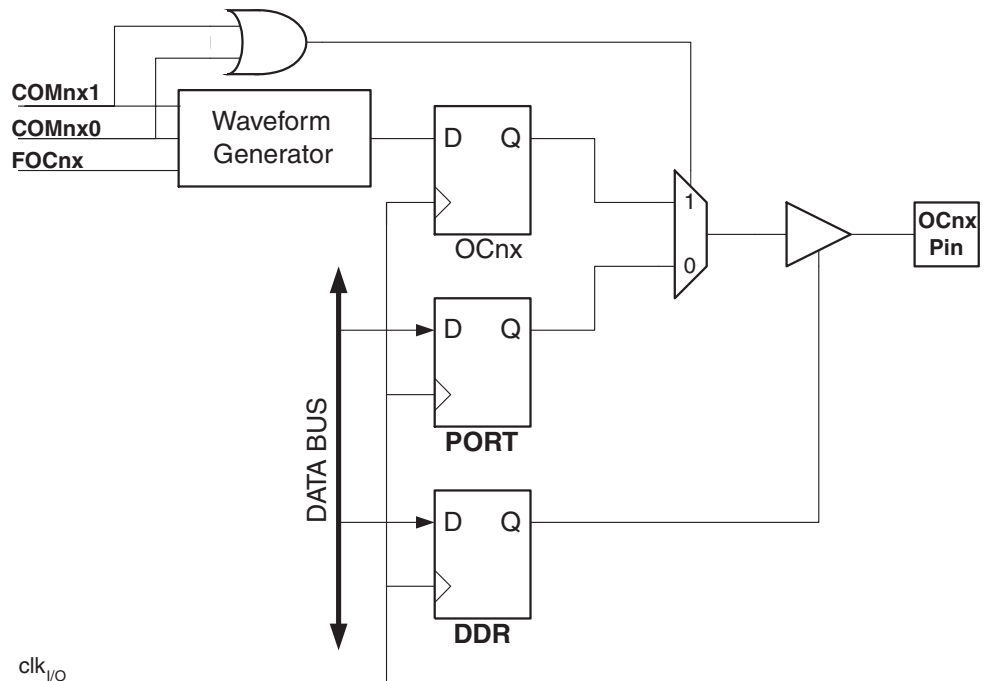 COMnx1
COMnx0
FOCnx
Waveform
Generator
D Q
OCnx
1
0
OCnx
Pin
D Q
PORT
DATA BUS
D Q
DDR
clkI/O